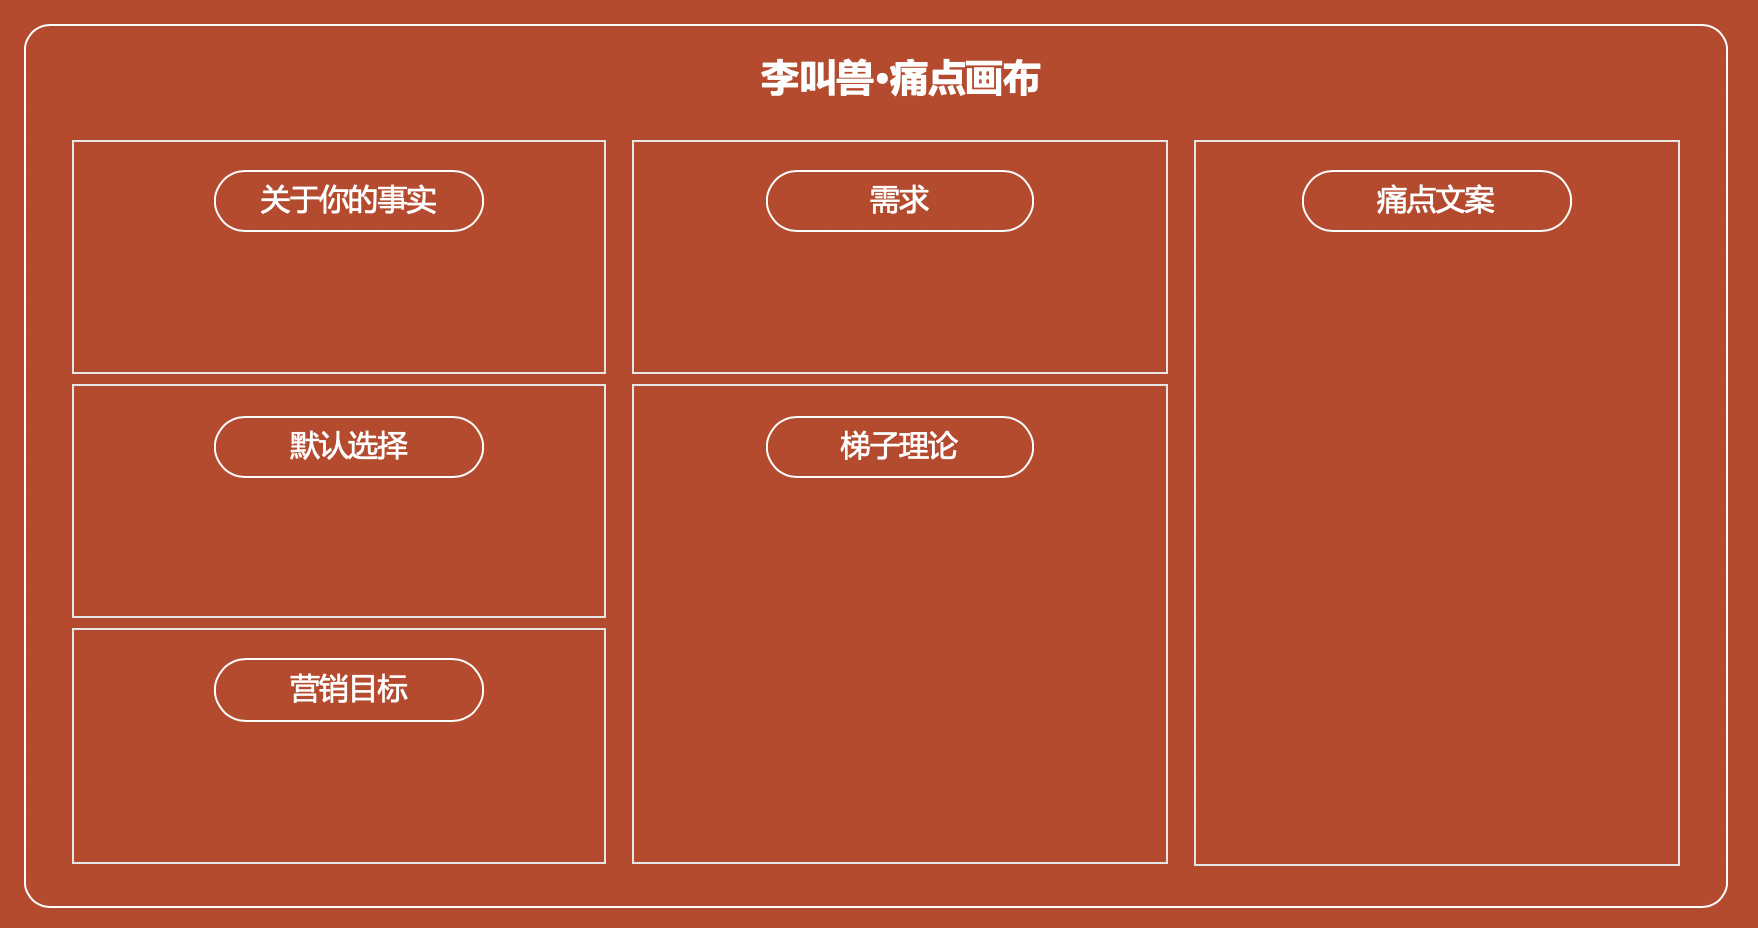 李叫兽·痛点画布
关于你的事实
需求
痛点文案
默认选择
梯子理论
营销目标